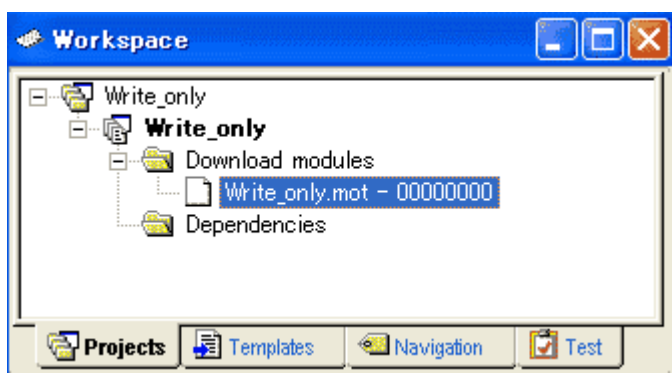 Workspace
Write_only
Write_only
Download modules
Write_only.mot - 00000000
Dependencies
Projects Templates Navigation Test